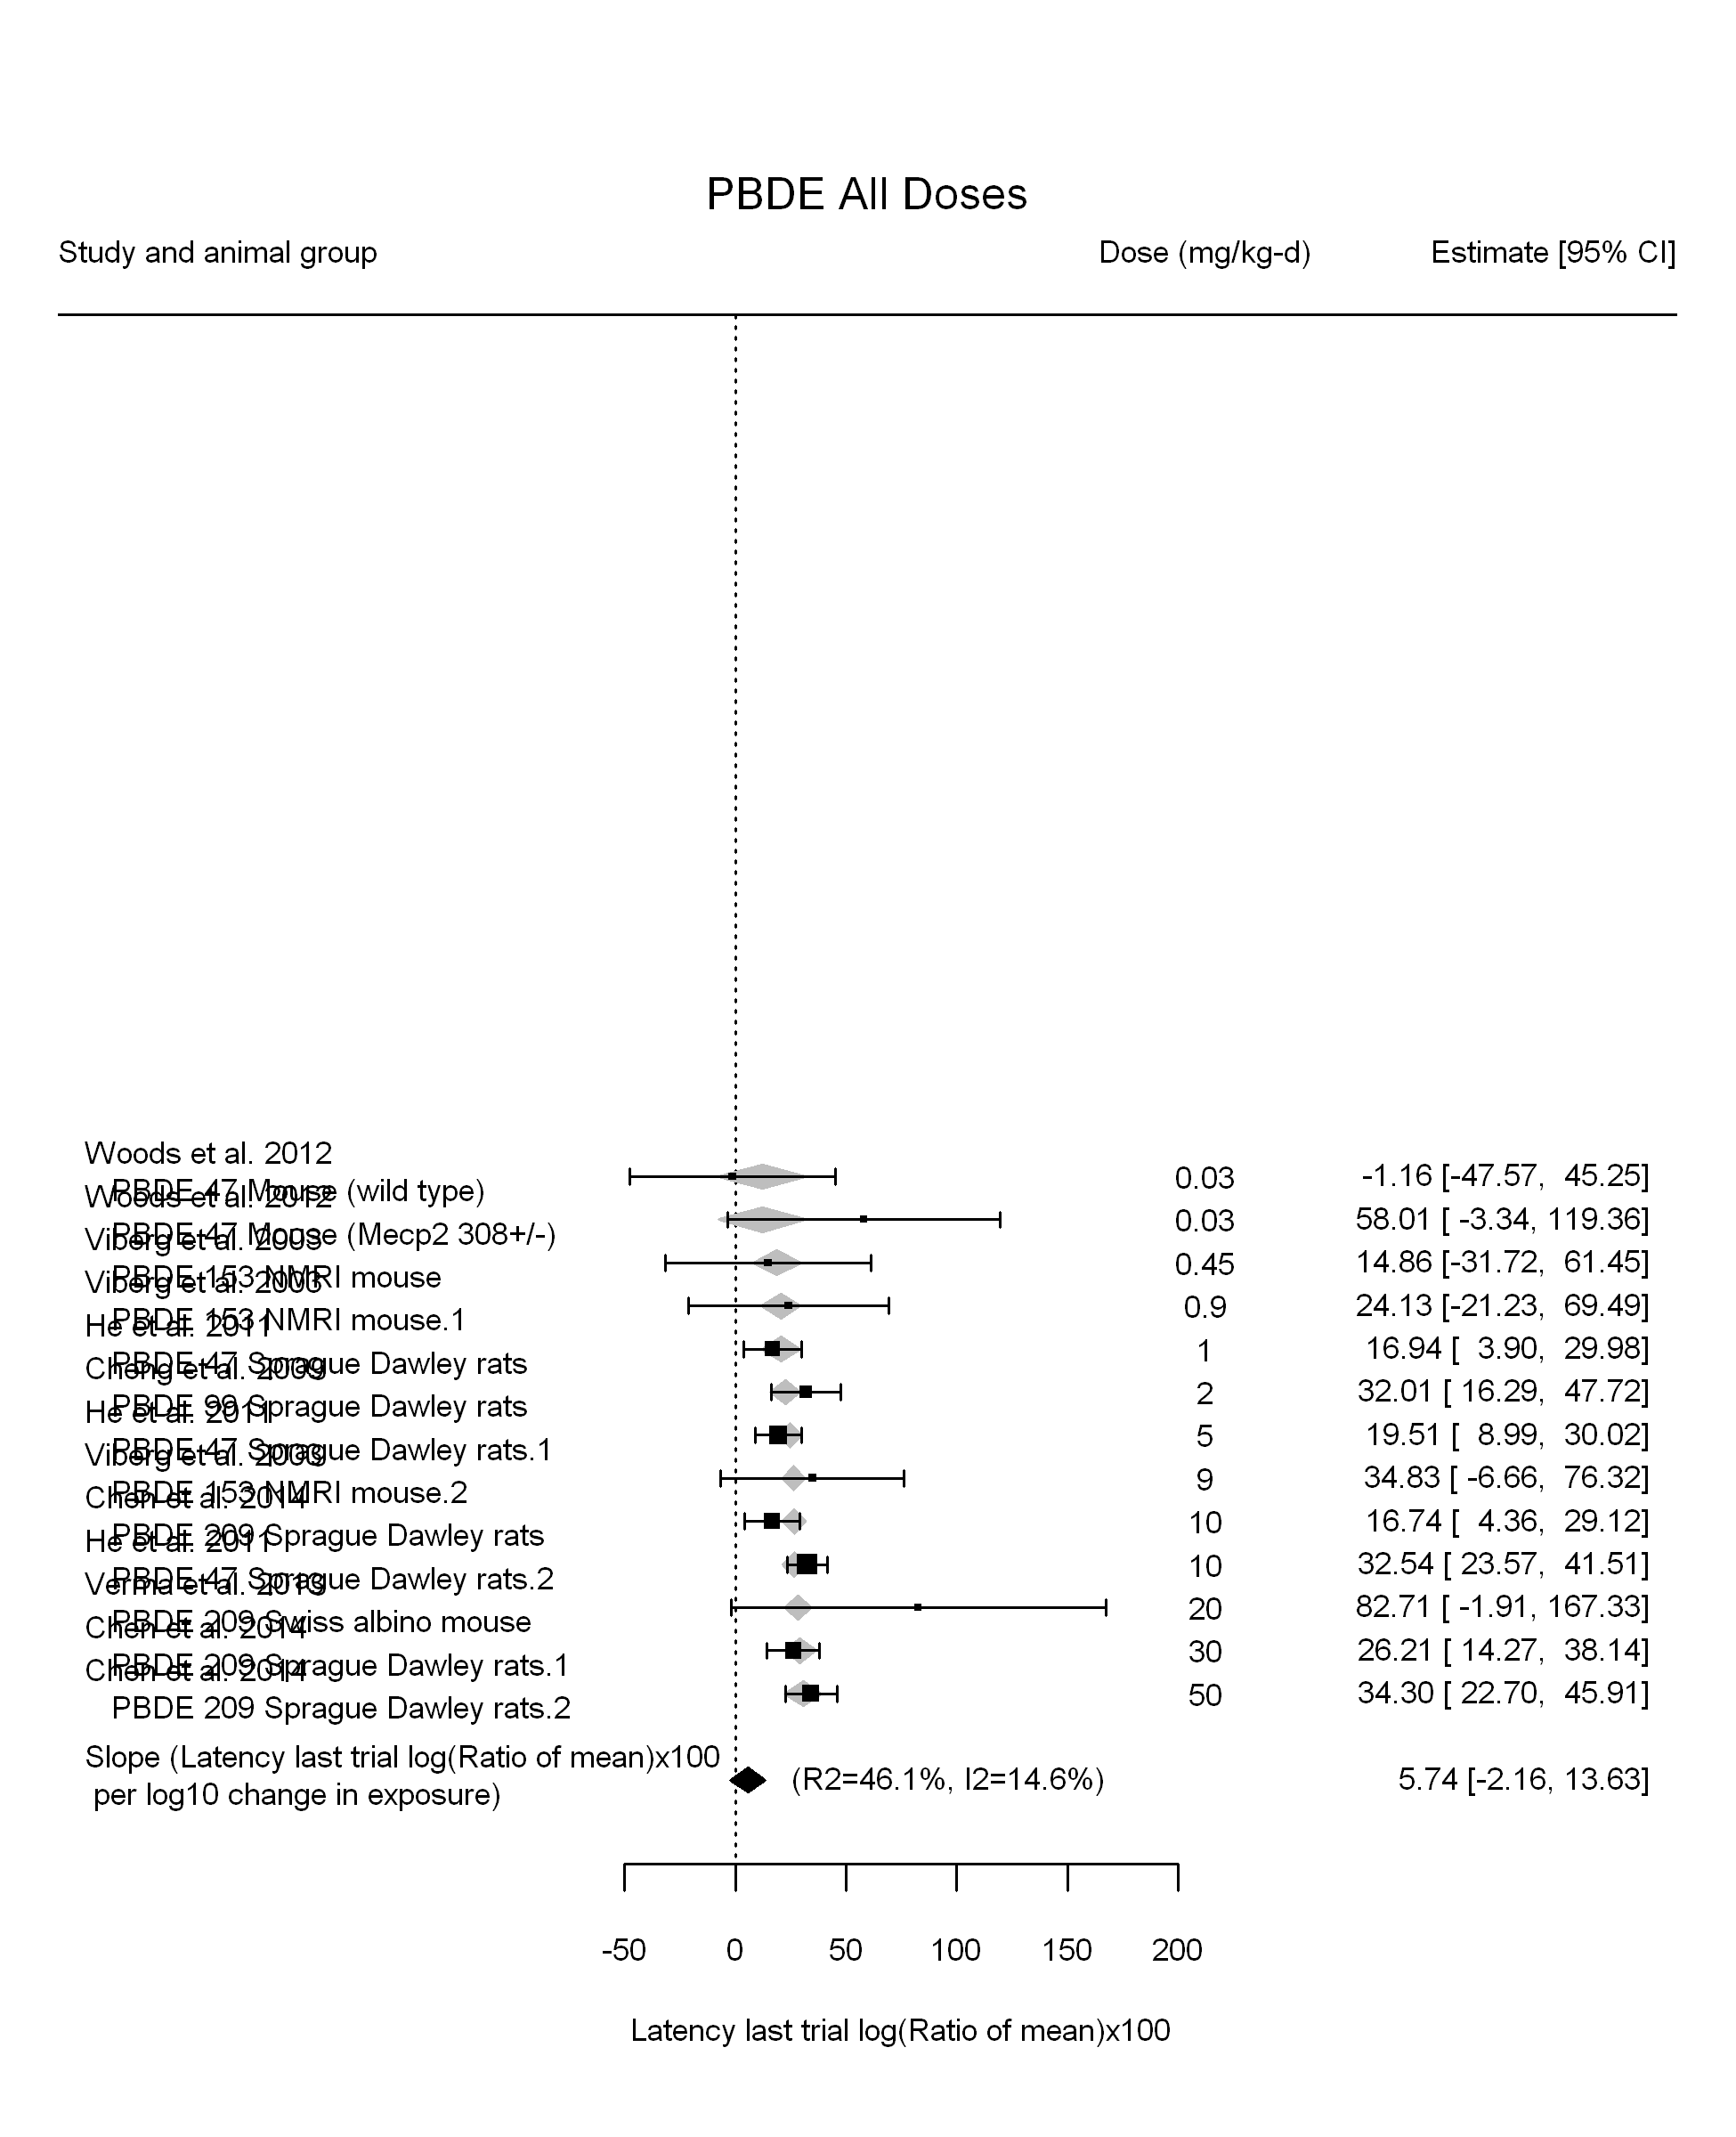 PBDE All Doses
Study and animal group Dose (mg/kg-d) Estimate [95% CI]
Woods et al. 2012
PBDE 47 Mouse (wild type) 0.03 -1.16 [-47.57, 45.25]
Woods et al. 2012
PBDE 47 Mouse (Mecp2 308+/-) 0.03 58.01 [ -3.34, 119.36]
Viberg et al. 2003
PBDE 153 NMRI mouse 0.45 14.86 [-31.72, 61.45]
Viberg et al. 2003
PBDE 153 NMRI mouse.1 0.9 24.13 [-21.23, 69.49]
He et al. 2011
PBDE 47 Sprague Dawley rats 1 16.94 [ 3.90, 29.98]
Cheng et al. 2009
PBDE 99 Sprague Dawley rats 2 32.01 [ 16.29, 47.72]
He et al. 2011
PBDE 47 Sprague Dawley rats.1 5 19.51 [ 8.99, 30.02]
Viberg et al. 2003
PBDE 153 NMRI mouse.2 9 34.83 [ -6.66, 76.32]
Chen et al. 2014
PBDE 209 Sprague Dawley rats 10 16.74 [ 4.36, 29.12]
He et al. 2011
PBDE 47 Sprague Dawley rats.2 10 32.54 [ 23.57, 41.51]
Verma et al. 2013
PBDE 209 Swiss albino mouse 20 82.71 [ -1.91, 167.33]
Chen et al. 2014
PBDE 209 Sprague Dawley rats.1 30 26.21 [ 14.27, 38.14]
Chen et al. 2014
PBDE 209 Sprague Dawley rats.2 50 34.30 [ 22.70, 45.91]
Slope (Latency last trial log(Ratio of mean)x100
per log10 change in exposure) (R2=46.1%, I2=14.6%) 5.74 [-2.16, 13.63]
-50 0 50 100 150 200
Latency last trial log(Ratio of mean)x100